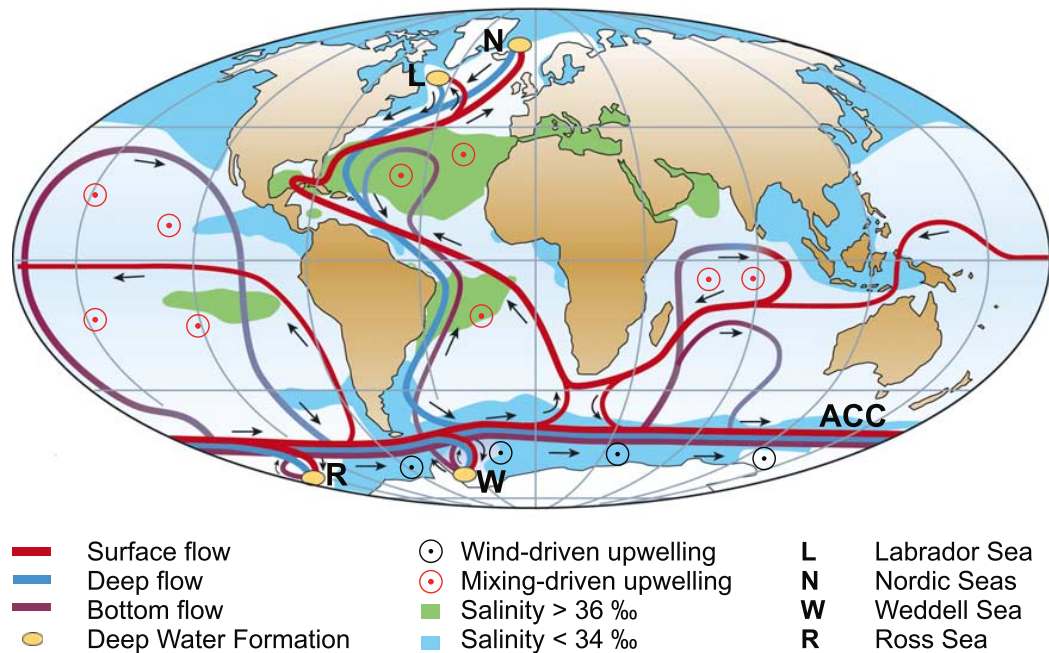 N
L
ACC
R
W
Surface flow
Deep flow
Bottom flow
Deep Water Formation
Wind-driven upwelling
Mixing-driven upwelling
Salinity > 36 ‰
Salinity < 34 ‰
L Labrador Sea
N Nordic Seas
W Weddell Sea
R Ross Sea